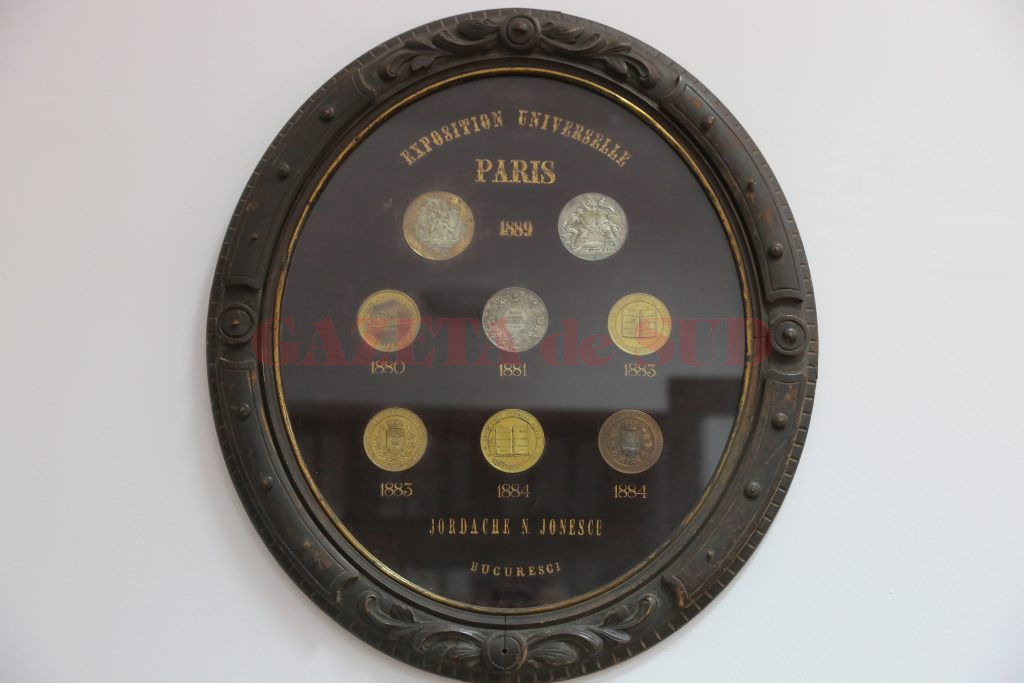 EXPOSITION UNIVERSELLE
PARIS
1889
GAZETA de SUD
1880 1881 1883
1883 1884 1884
JORDACHE N. JONESCU
BUCURESCI